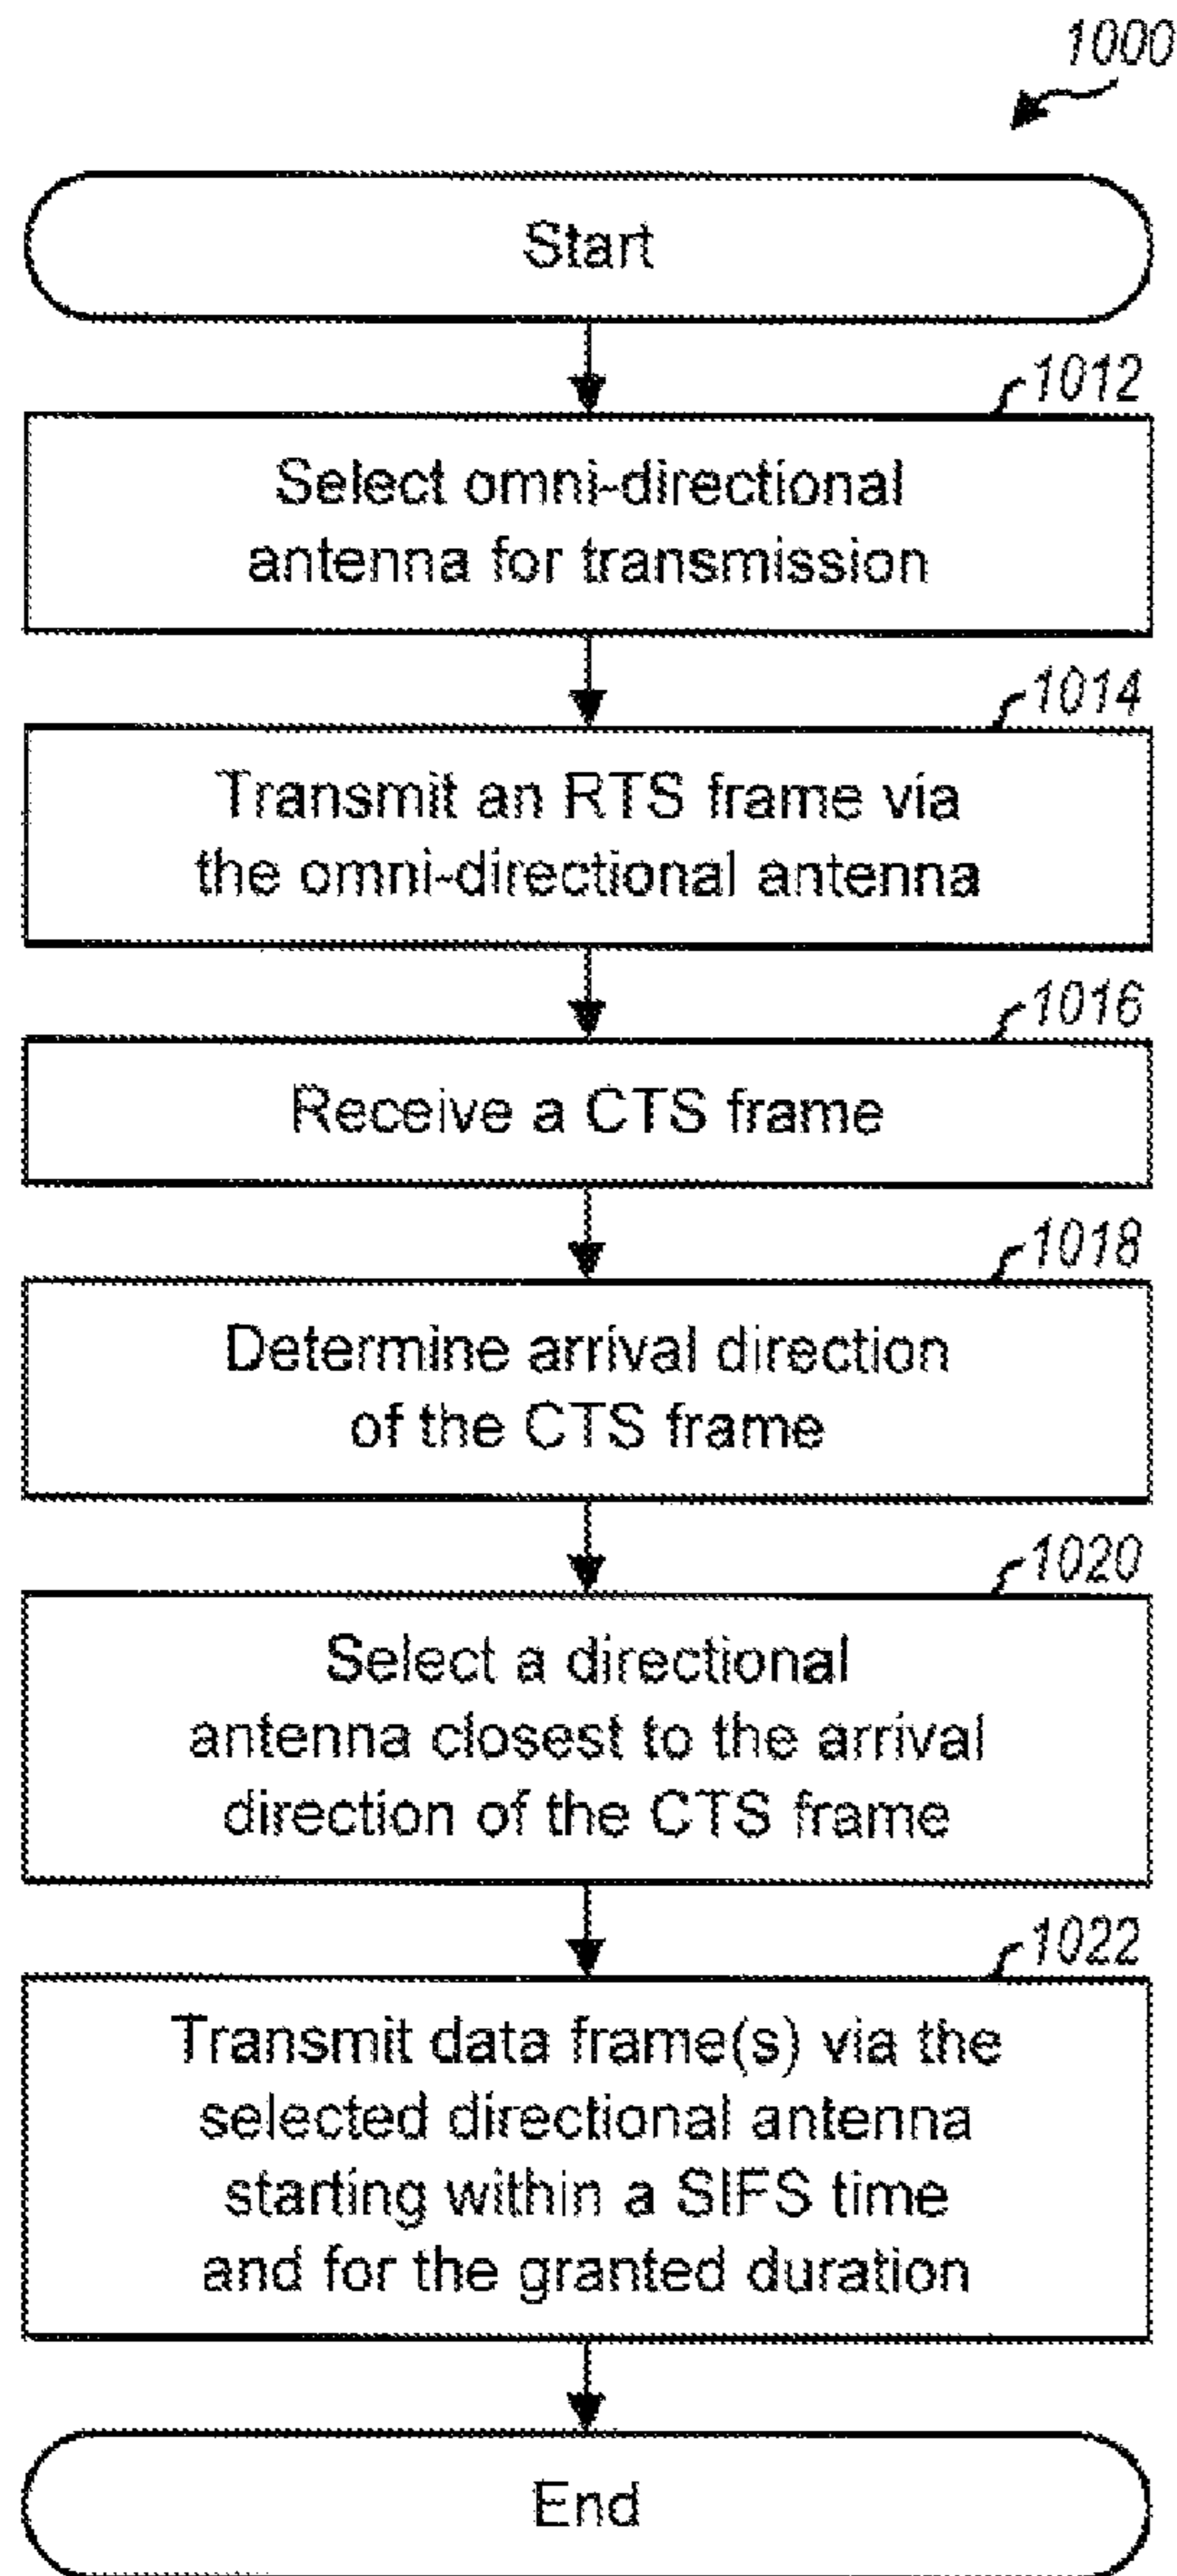 1000
Start
1012
Select omni-directional
antenna for transmission
1014
Transmit an RTS frame via
the omni-directional antenna
1016
Receive a CTS frame
1018
Determine arrival direction
of the CTS frame
1020
Select a directional
antenna closest to the arrival
direction of the CTS frame
1022
Transmit data frame(s) via the
selected directional antenna
starting within a SIFS time
and for the granted duration
End